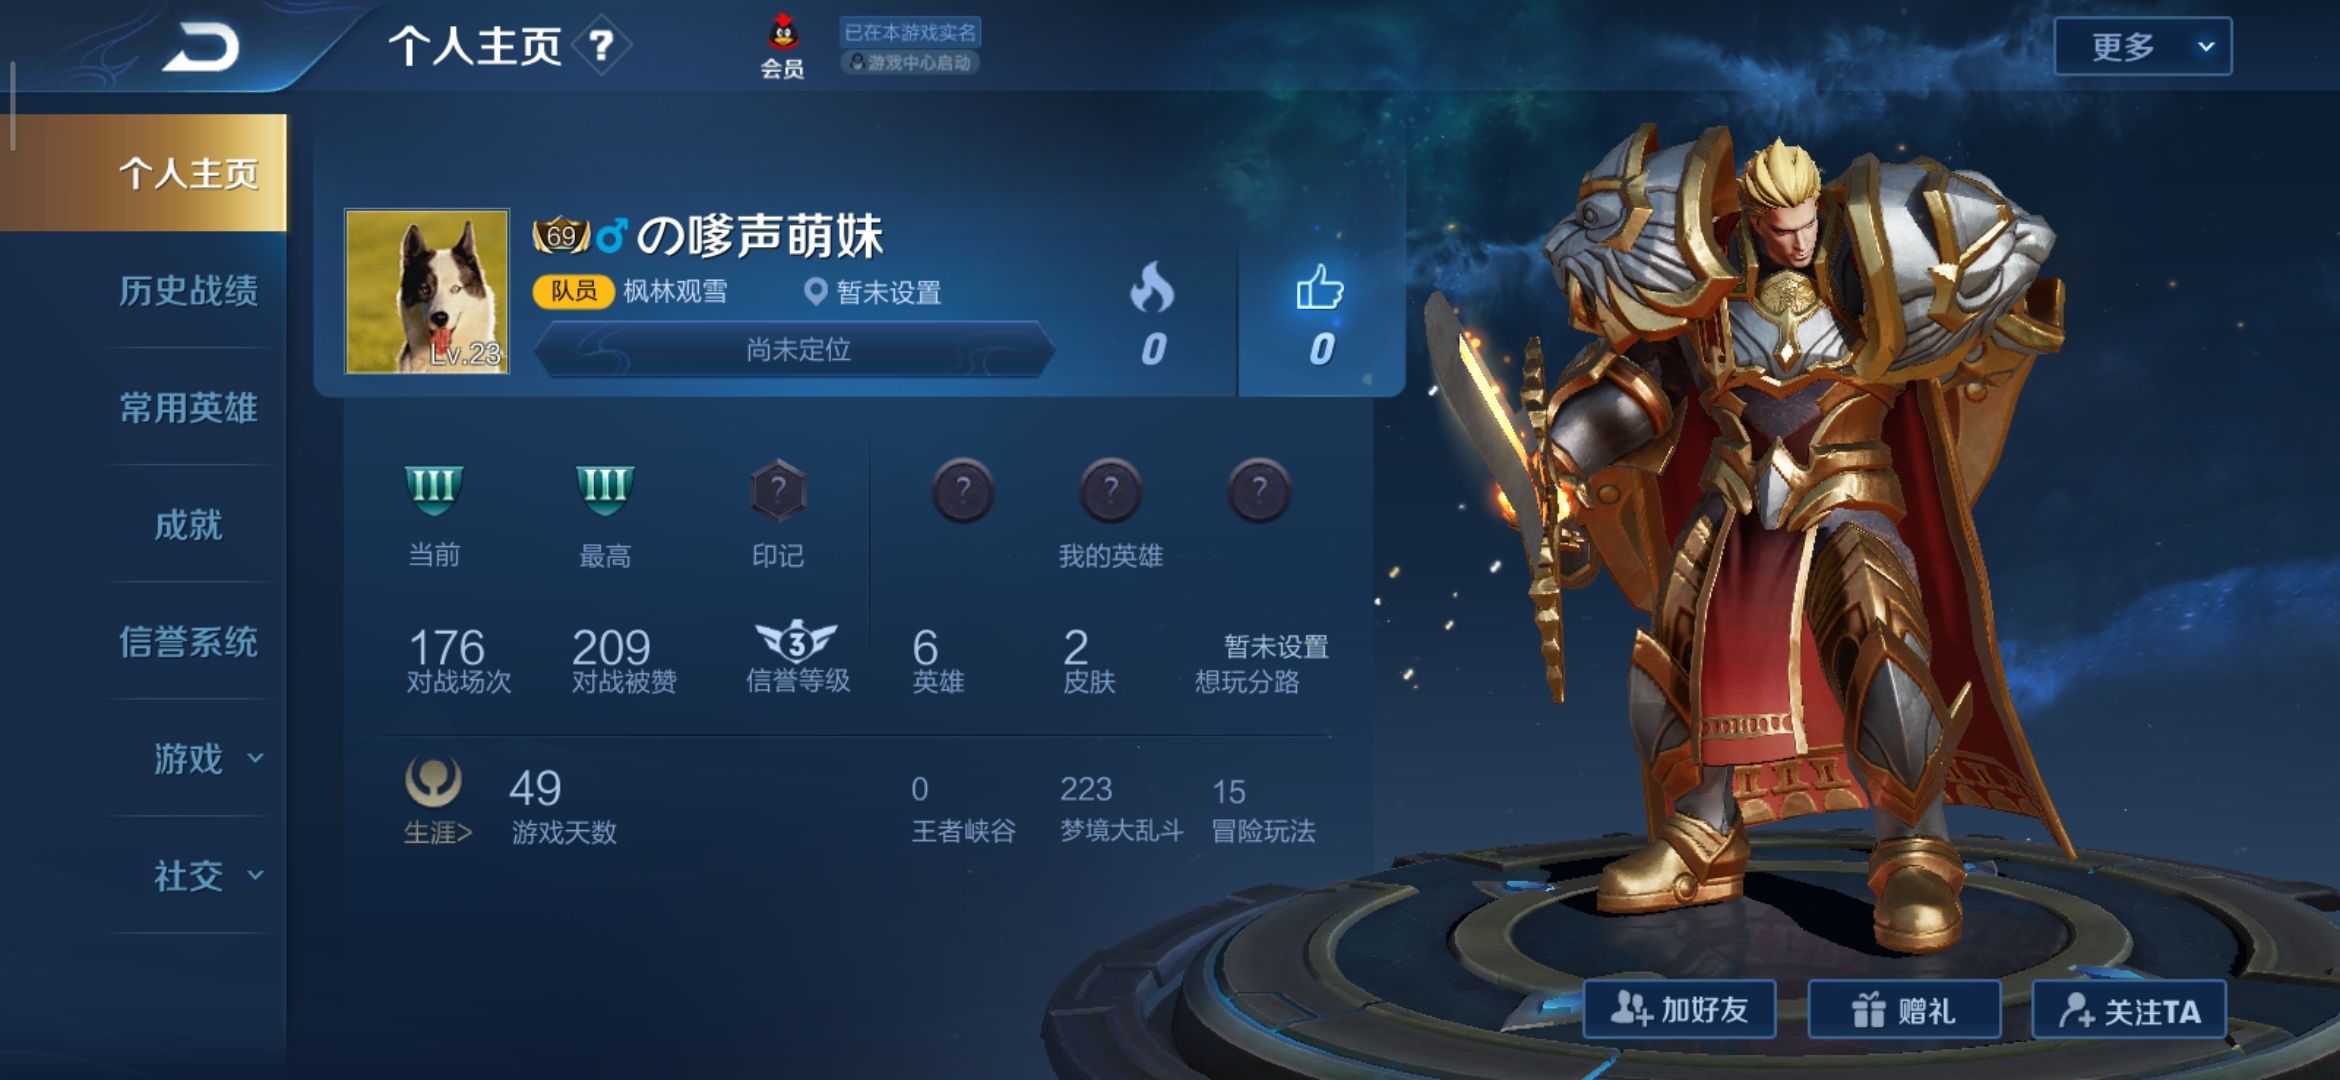 个人主页 ?
会员
已在本游戏实名
游戏中心启动
更多
个人主页
历史战绩
常用英雄
成就
信誉系统
游戏
社交
Lv.23
69 の嗲声萌妹
队员 枫林观雪 暂未设置
尚未定位
0
0
III III ? ? ? ?
当前 最高 印记 我的英雄
176 209 3 6 2 暂未设置
对战场次 对战被赞 信誉等级 英雄 皮肤 想玩分路
49 0 223 15
生涯> 游戏天数 王者峡谷 梦境大乱斗 冒险玩法
加好友 赠礼 关注TA